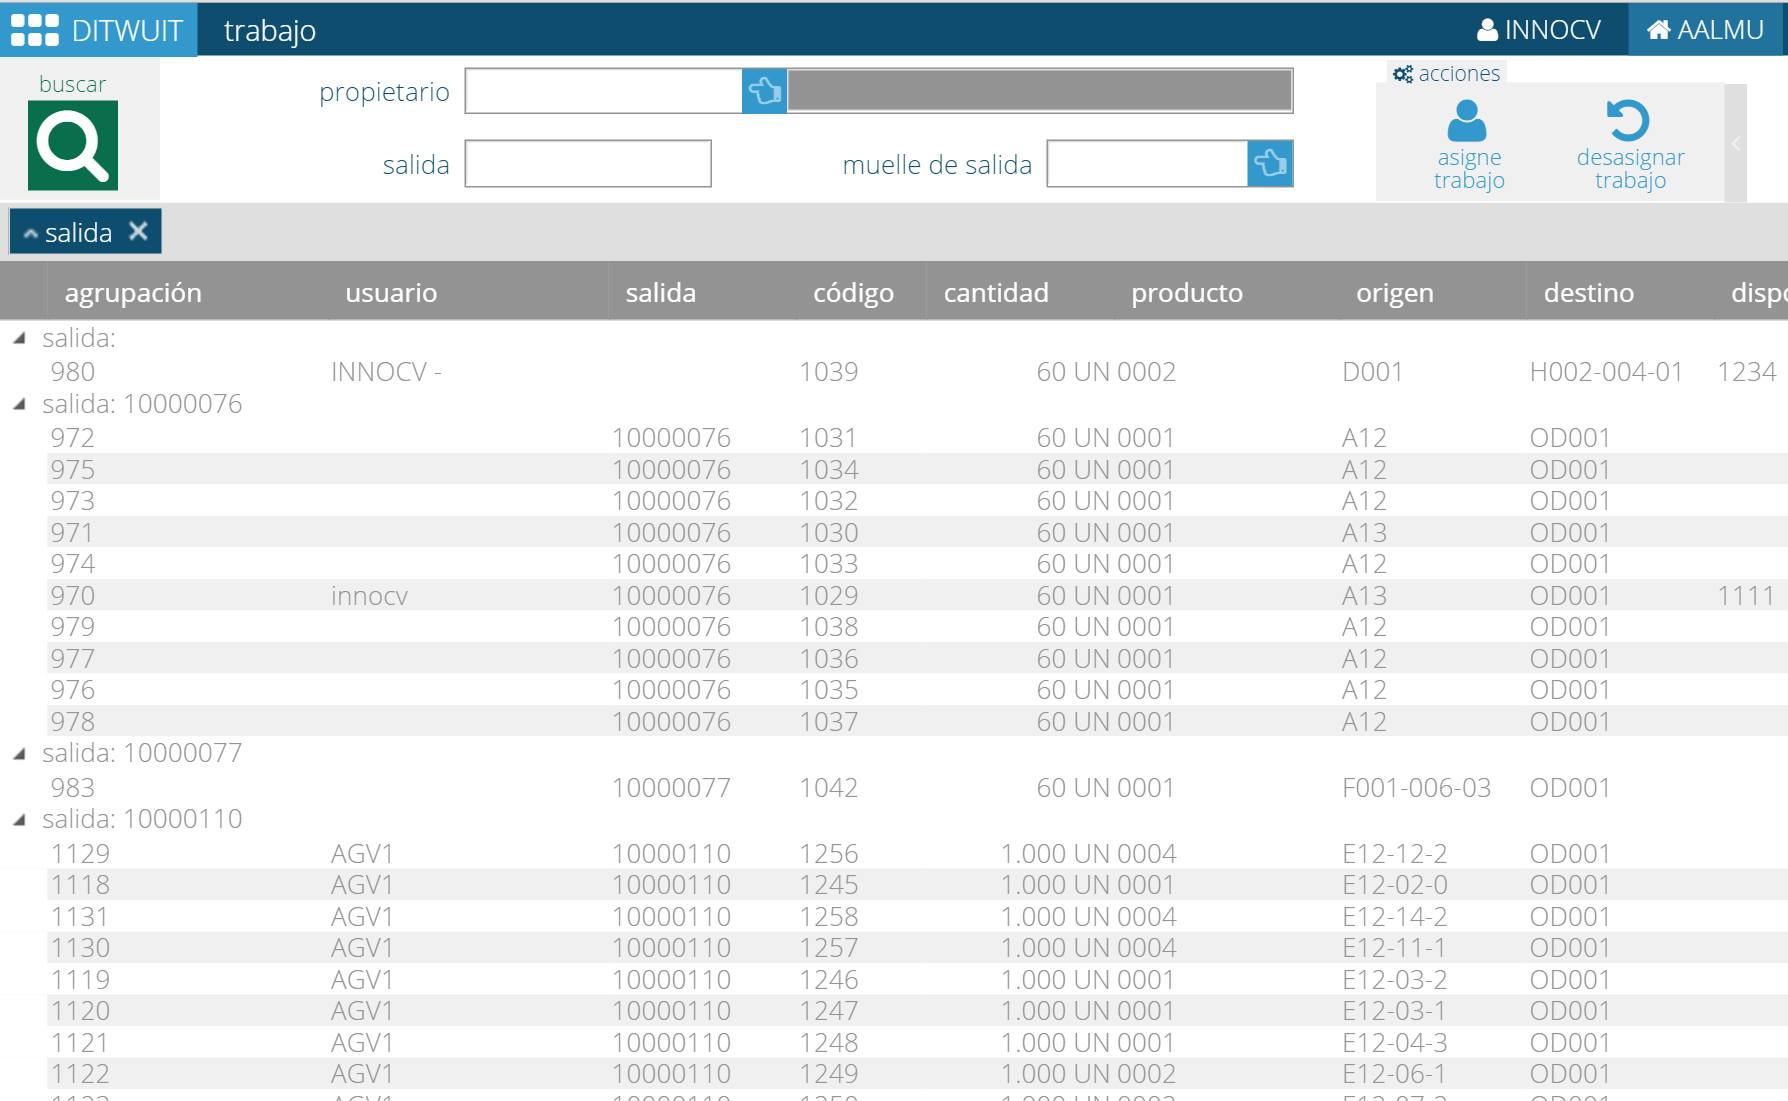 DITWUIT trabajo INNOCV AALMU
buscar
propietario
acciones
salida muelle de salida
asigne trabajo
desasignar trabajo
salida
agrupación usuario salida código cantidad producto origen destino
salida:
980 INNOCV - 1039 60 UN 0002 D001 H002-004-01 1234
salida: 10000076
972 10000076 1031 60 UN 0001 A12 OD001
975 10000076 1034 60 UN 0001 A12 OD001
973 10000076 1032 60 UN 0001 A12 OD001
971 10000076 1030 60 UN 0001 A13 OD001
974 10000076 1033 60 UN 0001 A12 OD001
970 innocv 10000076 1029 60 UN 0001 A13 OD001 1111
979 10000076 1038 60 UN 0001 A12 OD001
977 10000076 1036 60 UN 0001 A12 OD001
976 10000076 1035 60 UN 0001 A12 OD001
978 10000076 1037 60 UN 0001 A12 OD001
salida: 10000077
983 10000077 1042 60 UN 0001 F001-006-03 OD001
salida: 10000110
1129 AGV1 10000110 1256 1.000 UN 0004 E12-12-2 OD001
1118 AGV1 10000110 1245 1.000 UN 0001 E12-02-0 OD001
1131 AGV1 10000110 1258 1.000 UN 0004 E12-14-2 OD001
1130 AGV1 10000110 1257 1.000 UN 0004 E12-11-1 OD001
1119 AGV1 10000110 1246 1.000 UN 0001 E12-03-2 OD001
1120 AGV1 10000110 1247 1.000 UN 0001 E12-03-1 OD001
1121 AGV1 10000110 1248 1.000 UN 0001 E12-04-3 OD001
1122 AGV1 10000110 1249 1.000 UN 0002 E12-06-1 OD001